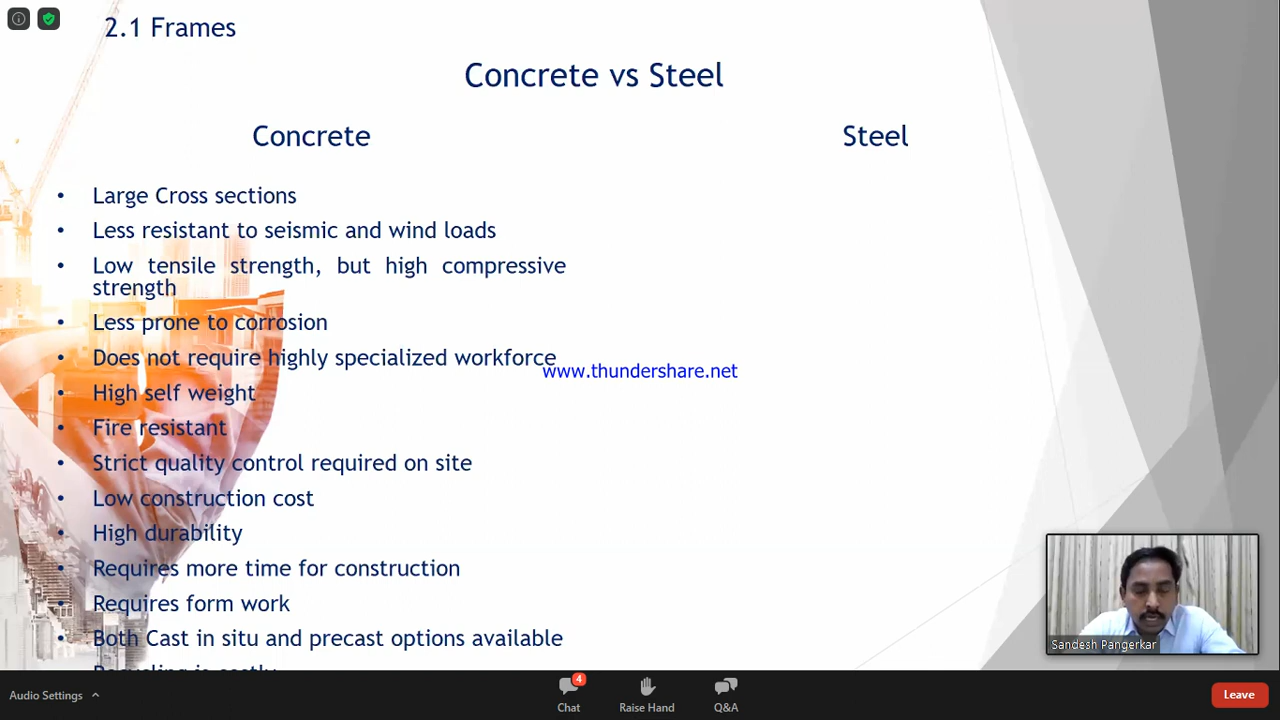 2.1 Frames
Concrete vs Steel
Concrete
Steel
• Large Cross sections
• Less resistant to seismic and wind loads
• Low tensile strength, but high compressive
strength
• Less prone to corrosion
• Does not require highly specialized workforce
www.thundershare.net
• High self weight
• Fire resistant
• Strict quality control required on site
• Low construction cost
• High durability
• Requires more time for construction
• Requires form work
• Both Cast in situ and precast options available
Recycling is costly
Sandesh Pangerkar
Audio Settings
4
Chat
Raise Hand
Q&A
Leave